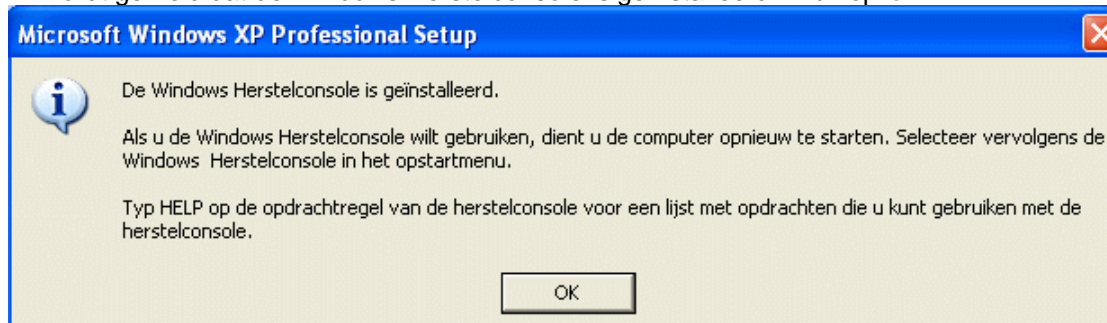 Microsoft Windows XP Professional Setup
De Windows Herstelconsole is geïnstalleerd.
Als u de Windows Herstelconsole wilt gebruiken, dient u de computer opnieuw te starten. Selecteer vervolgens de
Windows Herstelconsole in het opstartmenu.
Typ HELP op de opdrachtregel van de herstelconsole voor een lijst met opdrachten die u kunt gebruiken met de
herstelconsole.
OK